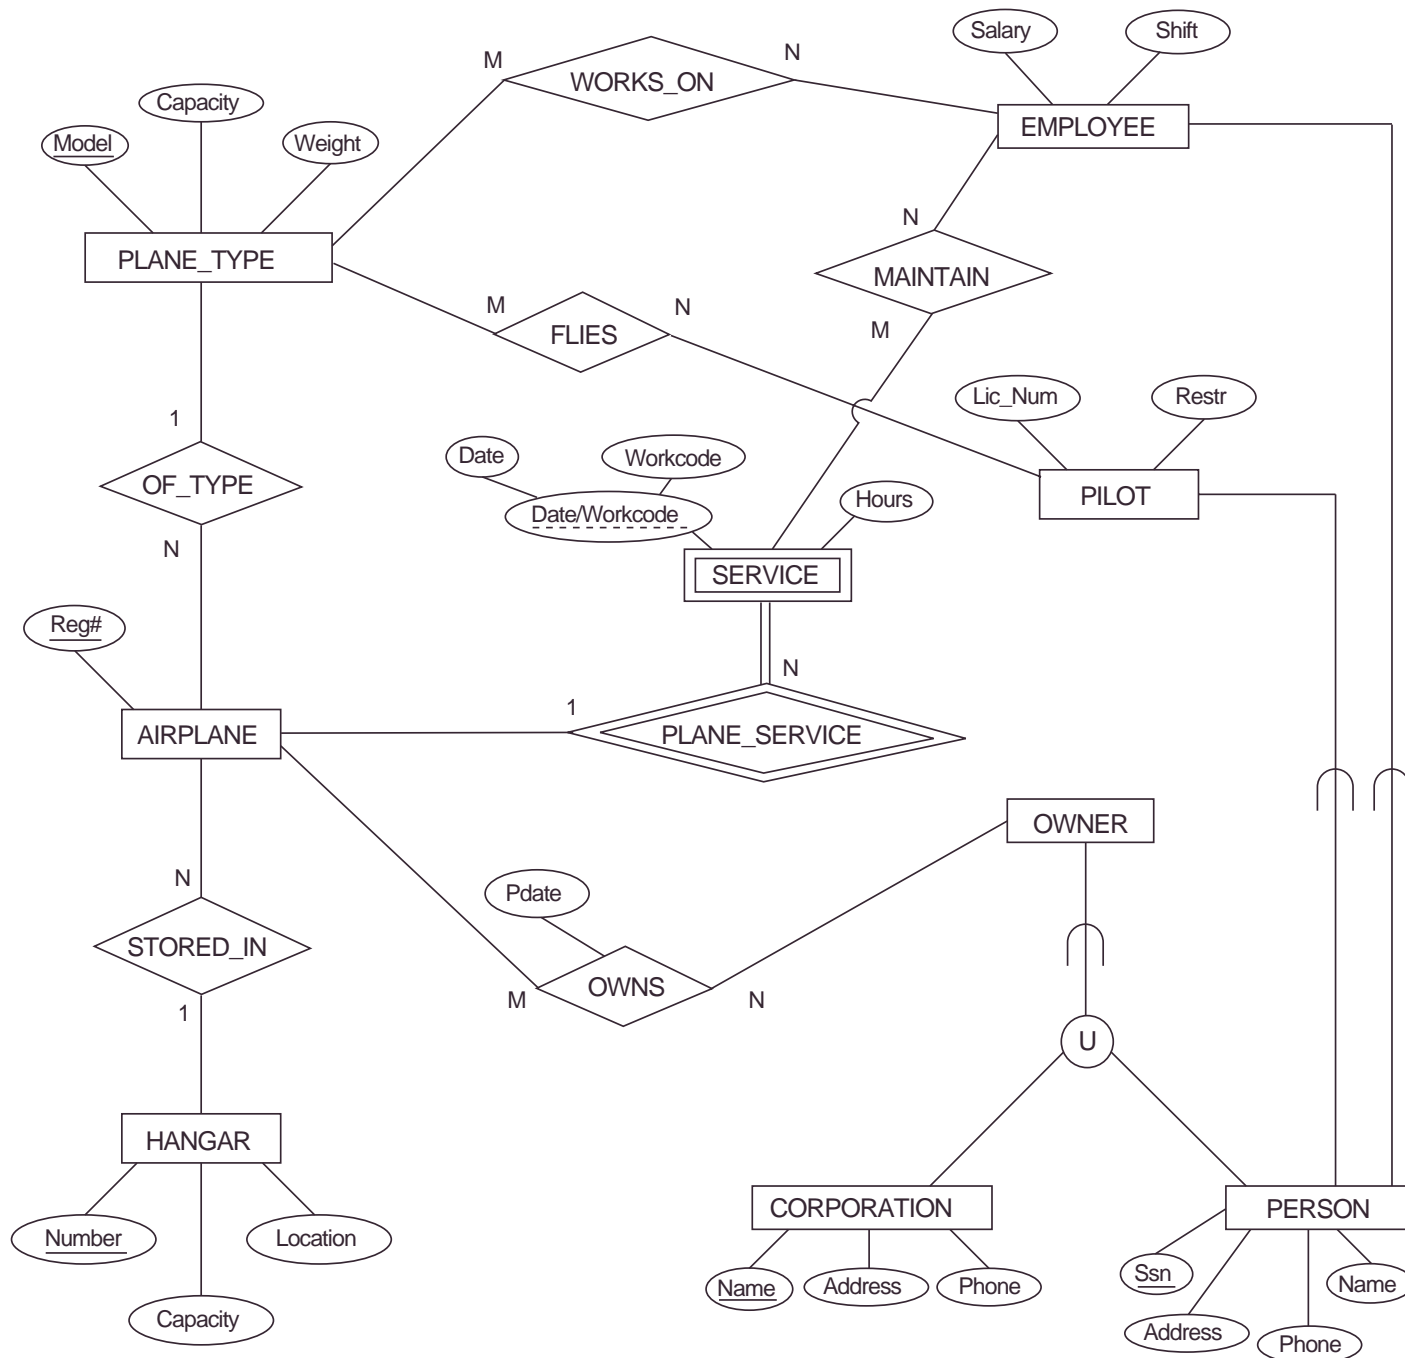 Salary
Shift
M
N
WORKS_ON
Capacity
EMPLOYEE
Model
Weight
N
PLANE_TYPE
MAINTAIN
M
N
FLIES
M
Lic_Num
Restr
1
Date
Workcode
OF_TYPE
PILOT
Date/Workcode
Hours
N
SERVICE
Reg#
N
1
AIRPLANE
PLANE_SERVICE
OWNER
N
Pdate
STORED_IN
OWNS
M
N
1
U
HANGAR
CORPORATION
PERSON
Number
Location
Ssn
Name
Name
Address
Phone
Capacity
Address
Phone